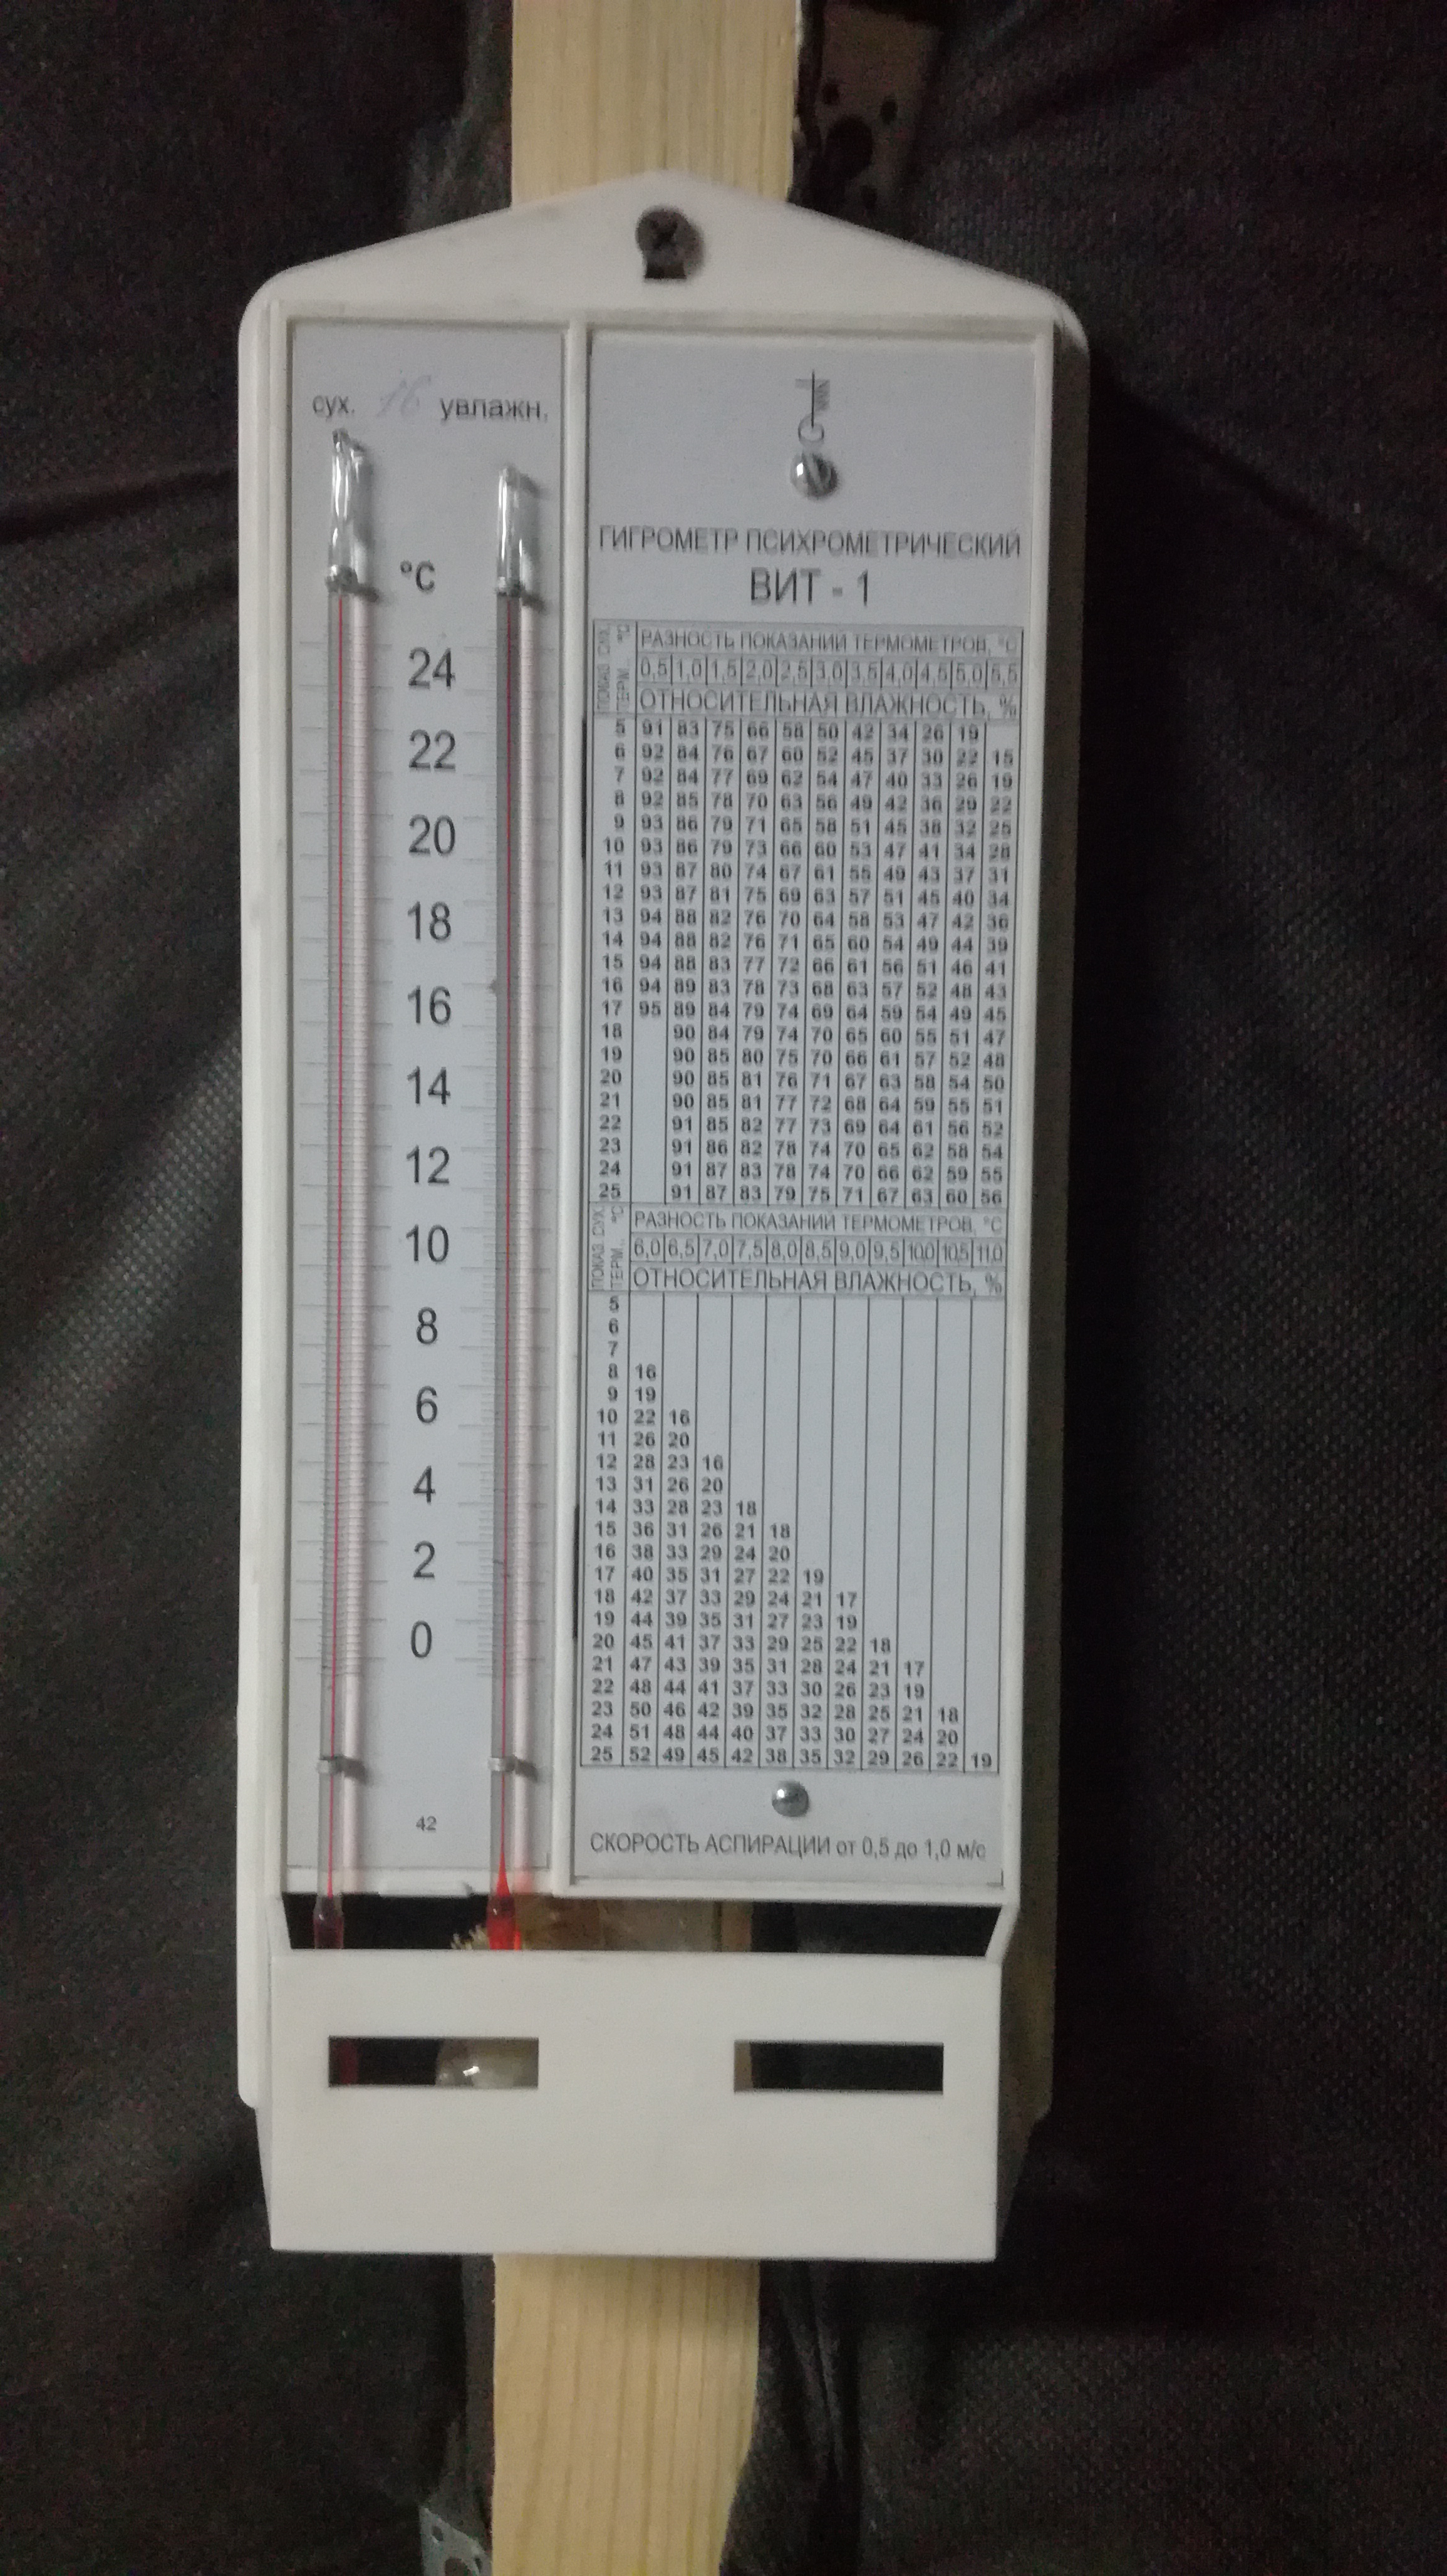 сух. 16 увлажн.
°C
24
22
20
18
16
14
12
10
8
6
4
2
0
42
ГИГРОМЕТР ПСИХРОМЕТРИЧЕСКИЙ
ВИТ - 1
ПОКАЗ. СУХ. ТЕРМ., °C
РАЗНОСТЬ ПОКАЗАНИЙ ТЕРМОМЕТРОВ, °C
0,5 1,0 1,5 2,0 2,5 3,0 3,5 4,0 4,5 5,0 5,5
ОТНОСИТЕЛЬНАЯ ВЛАЖНОСТЬ, %
5 91 83 75 66 58 50 42 34 26 19
6 92 84 76 67 60 52 45 37 30 22 15
7 92 84 77 69 62 54 47 40 33 26 19
8 92 85 78 70 63 56 49 42 36 29 22
9 93 86 79 71 65 58 51 45 38 32 25
10 93 86 79 73 66 60 53 47 41 34 28
11 93 87 80 74 67 61 55 49 43 37 31
12 93 87 81 75 69 63 57 51 45 40 34
13 94 88 82 76 70 64 58 53 47 42 36
14 94 88 82 76 71 65 60 54 49 44 39
15 94 88 83 77 72 66 61 56 51 46 41
16 94 89 83 78 73 68 63 57 52 48 43
17 95 89 84 79 74 69 64 59 54 49 45
18 90 84 79 74 70 65 60 55 51 47
19 90 85 80 75 70 66 61 57 52 48
20 90 85 81 76 71 67 63 58 54 50
21 90 85 81 77 72 68 64 59 55 51
22 91 85 82 77 73 69 64 61 56 52
23 91 86 82 78 74 70 65 62 58 54
24 91 87 83 78 74 70 66 62 59 55
25 91 87 83 79 75 71 67 63 60 56
ПОКАЗ. СУХ. ТЕРМ., °C
РАЗНОСТЬ ПОКАЗАНИЙ ТЕРМОМЕТРОВ, °C
6,0 6,5 7,0 7,5 8,0 8,5 9,0 9,5 10,0 10,5 11,0
ОТНОСИТЕЛЬНАЯ ВЛАЖНОСТЬ, %
5
6
7
8 16
9 19
10 22 16
11 26 20
12 28 23 16
13 31 26 20
14 33 28 23 18
15 36 31 26 21 18
16 38 33 29 24 20
17 40 35 31 27 22 19
18 42 37 33 29 24 21 17
19 44 39 35 31 27 23 19
20 45 41 37 33 29 25 22 18
21 47 43 39 35 31 28 24 21 17
22 48 44 41 37 33 30 26 23 19
23 50 46 42 39 35 32 28 25 21 18
24 51 48 44 40 37 33 30 27 24 20
25 52 49 45 42 38 35 32 29 26 22 19
СКОРОСТЬ АСПИРАЦИИ от 0,5 до 1,0 м/с